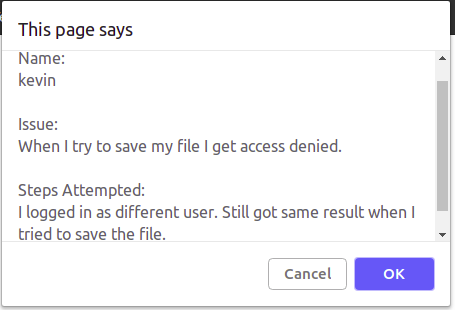 This page says
Name:
kevin
Issue:
When I try to save my file I get access denied.
Steps Attempted:
I logged in as different user. Still got same result when I
tried to save the file.
Cancel
OK